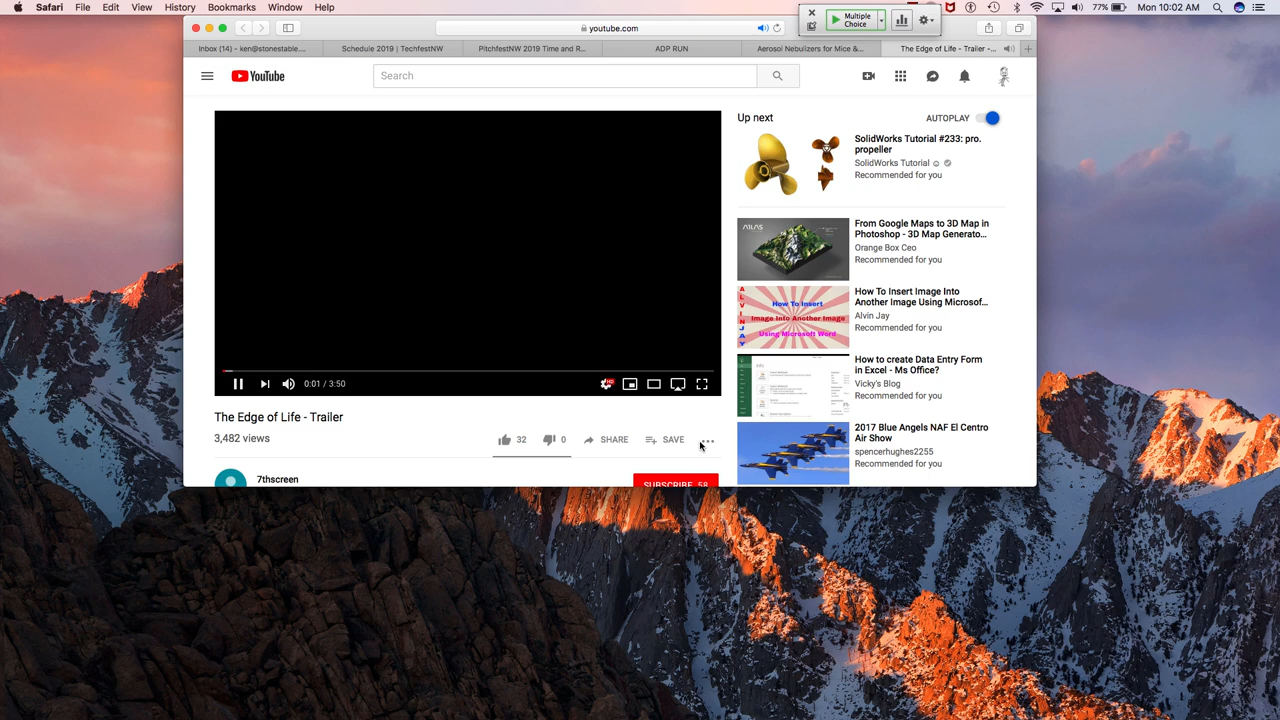 Safari File Edit View History Bookmarks Window Help
77% Mon 10:02 AM
Multiple Choice
youtube.com
Inbox (14) - ken@stonestable....
Schedule 2019 | TechfestNW
PitchfestNW 2019 Time and R...
ADP RUN
Aerosol Nebulizers for Mice &...
The Edge of Life - Trailer -...
YouTube
Search
0:01 / 3:50
HD
The Edge of Life - Trailer
3,482 views
32 0 SHARE SAVE
7thscreen
SUBSCRIBE 58
Up next
AUTOPLAY
SolidWorks Tutorial #233: pro.
propeller
SolidWorks Tutorial
Recommended for you
ATLAS
From Google Maps to 3D Map in
Photoshop - 3D Map Generato...
Orange Box Ceo
Recommended for you
ALVIN JAY
How To Insert
Image Into Another Image
Using Microsoft Word
How To Insert Image Into
Another Image Using Microsof...
Alvin Jay
Recommended for you
How to create Data Entry Form
in Excel - Ms Office?
Vicky's Blog
Recommended for you
2017 Blue Angels NAF El Centro
Air Show
spencerhughes2255
Recommended for you